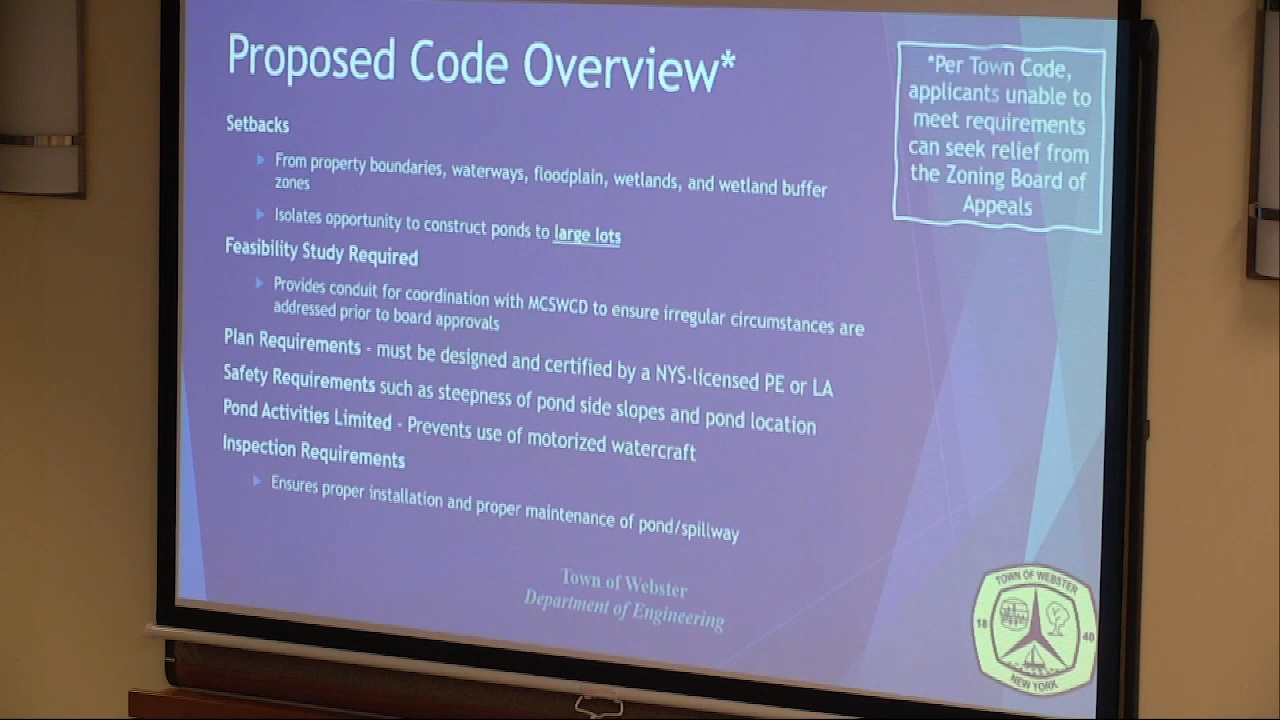 Proposed Code Overview*
*Per Town Code,
applicants unable to
meet requirements
can seek relief from
the Zoning Board of
Appeals
Setbacks
From property boundaries, waterways, floodplain, wetlands, and wetland buffer
zones
Isolates opportunity to construct ponds to large lots
Feasibility Study Required
Provides conduit for coordination with MCSWCD to ensure irregular circumstances are
addressed prior to board approvals
Plan Requirements - must be designed and certified by a NYS-licensed PE or LA
Safety Requirements such as steepness of pond side slopes and pond location
Pond Activities Limited - Prevents use of motorized watercraft
Inspection Requirements
Ensures proper installation and proper maintenance of pond/spillway
Town of Webster
Department of Engineering
TOWN OF WEBSTER
18 40
NEW YORK